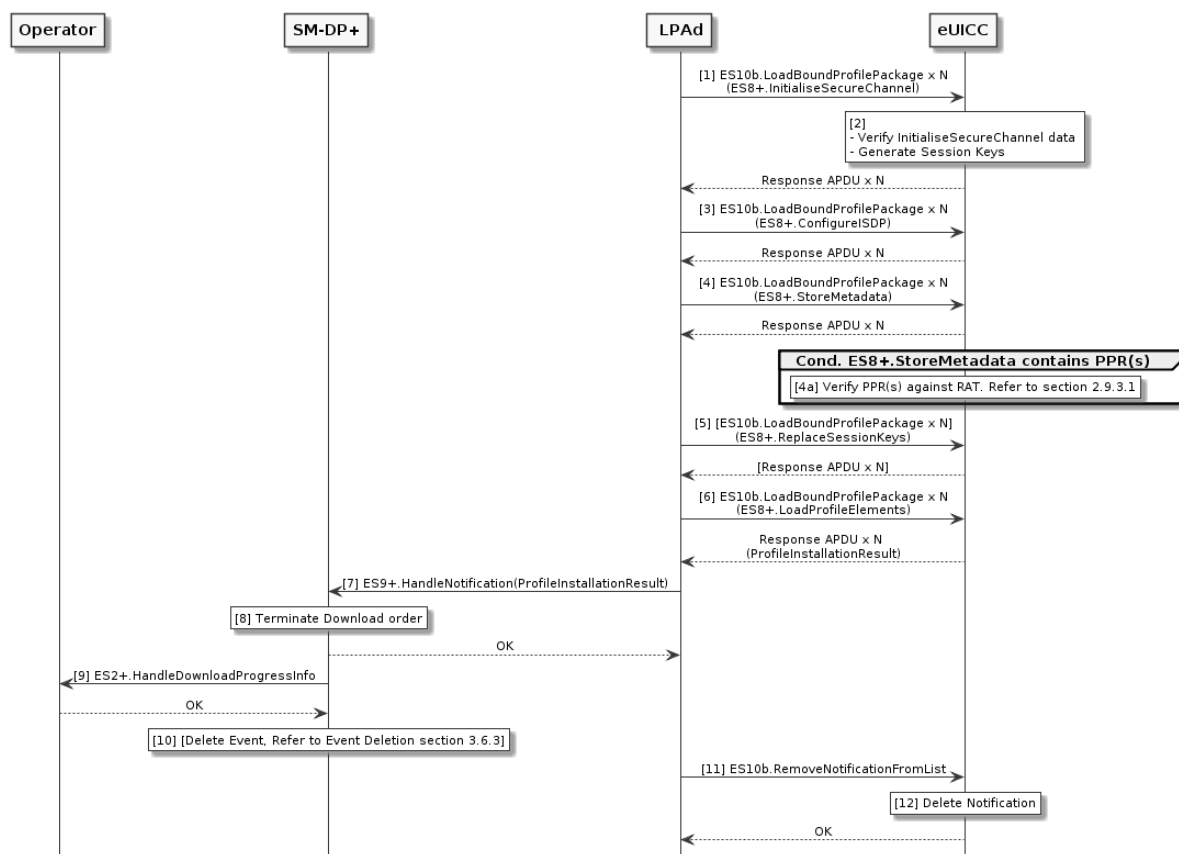 Operator
SM-DP+
LPAd
eUICC
[1] ES10b.LoadBoundProfilePackage x N
(ES8+.InitialiseSecureChannel)
[2]
- Verify InitialiseSecureChannel data
- Generate Session Keys
Response APDU x N
[3] ES10b.LoadBoundProfilePackage x N
(ES8+.ConfigureISDP)
Response APDU x N
[4] ES10b.LoadBoundProfilePackage x N
(ES8+.StoreMetadata)
Response APDU x N
Cond. ES8+.StoreMetadata contains PPR(s)
[4a] Verify PPR(s) against RAT. Refer to section 2.9.3.1
[5] [ES10b.LoadBoundProfilePackage x N]
(ES8+.ReplaceSessionKeys)
[Response APDU x N]
[6] ES10b.LoadBoundProfilePackage x N
(ES8+.LoadProfileElements)
Response APDU x N
(ProfileInstallationResult)
[7] ES9+.HandleNotification(ProfileInstallationResult)
[8] Terminate Download order
OK
[9] ES2+.HandleDownloadProgressInfo
OK
[10] [Delete Event, Refer to Event Deletion section 3.6.3]
[11] ES10b.RemoveNotificationFromList
[12] Delete Notification
OK